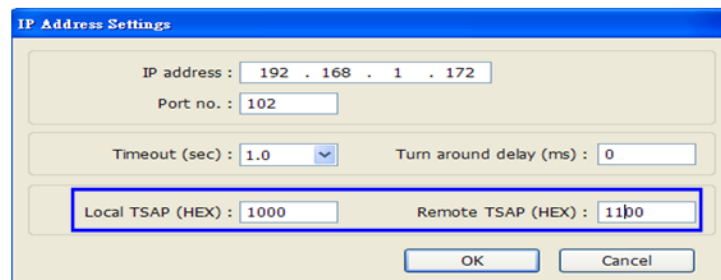 IP Address Settings
IP address : 192 . 168 . 1 . 172
Port no. : 102
Timeout (sec) : 1.0 Turn around delay (ms) : 0
Local TSAP (HEX) : 1000 Remote TSAP (HEX) : 1100
OK Cancel